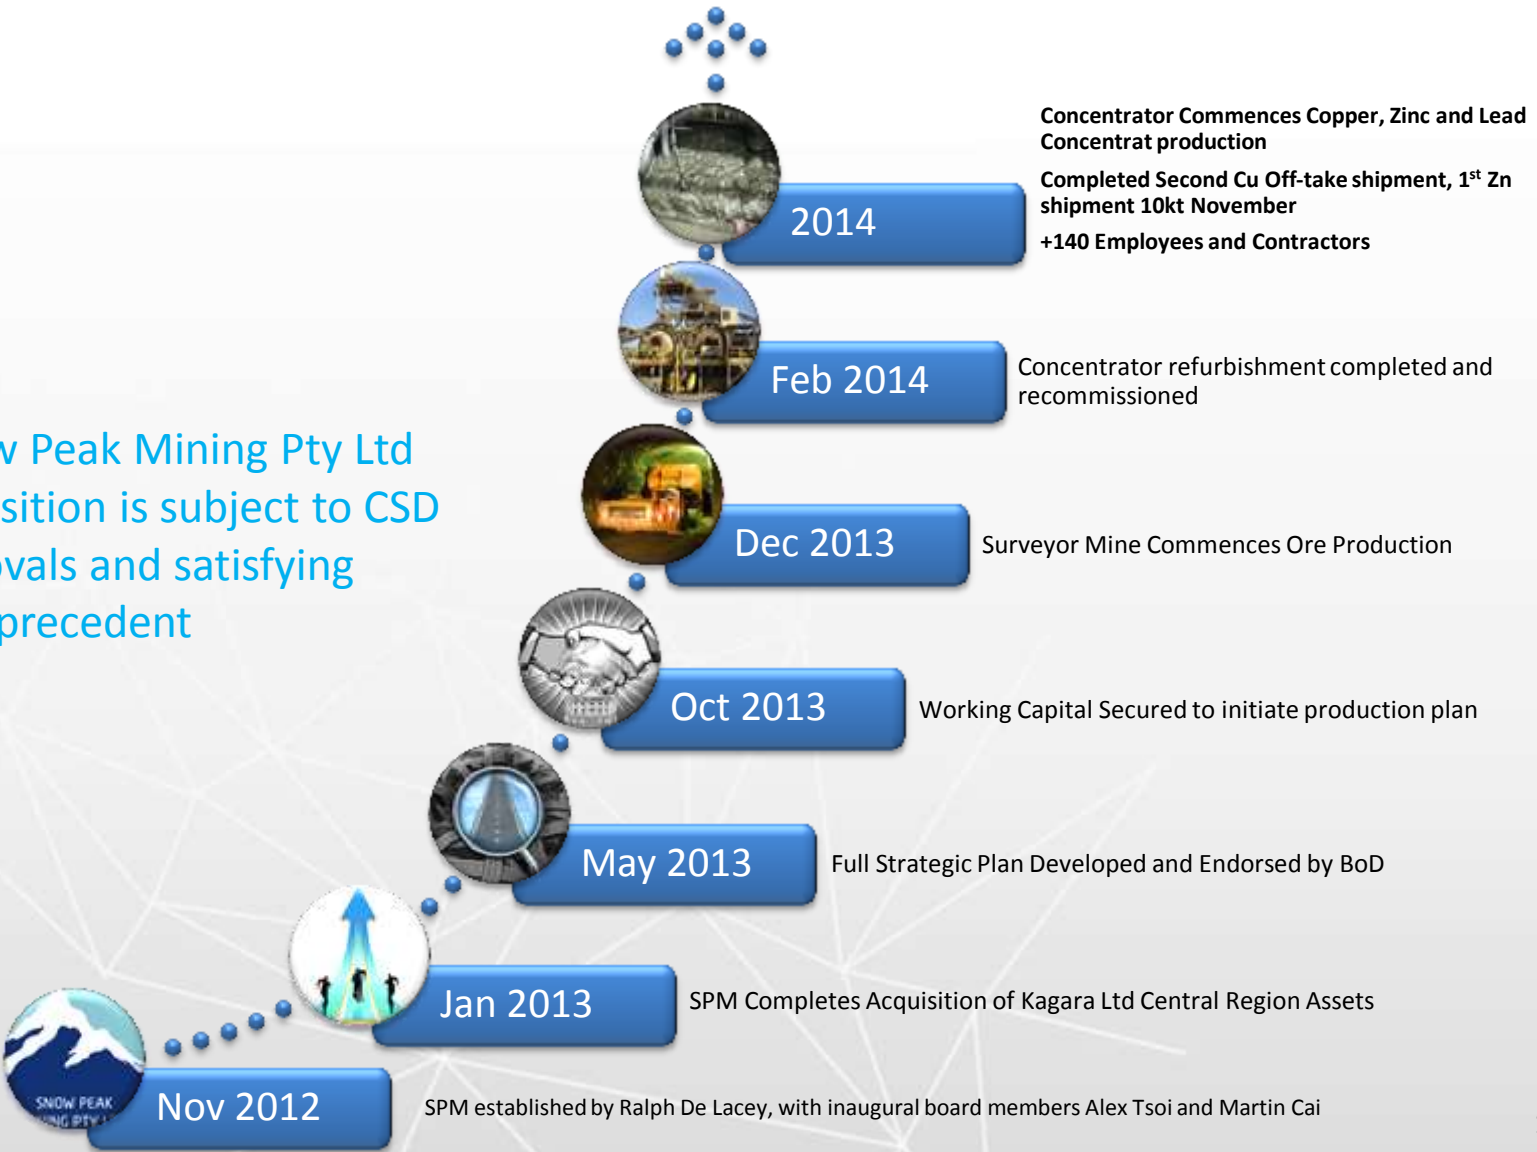 Concentrator Commences Copper, Zinc and Lead
Concentrat production
Completed Second Cu Off-take shipment, 1st Zn
shipment 10kt November
+140 Employees and Contractors
2014
Feb 2014
Concentrator refurbishment completed and
recommissioned
Peak Mining Pty Ltd
is subject to CSD
and satisfying
precedent
Dec 2013
Surveyor Mine Commences Ore Production
Oct 2013
Working Capital Secured to initiate production plan
May 2013
Full Strategic Plan Developed and Endorsed by BoD
Jan 2013
SPM Completes Acquisition of Kagara Ltd Central Region Assets
SNOW PEAK
Nov 2012
SPM established by Ralph De Lacey, with inaugural board members Alex Tsoi and Martin Cai